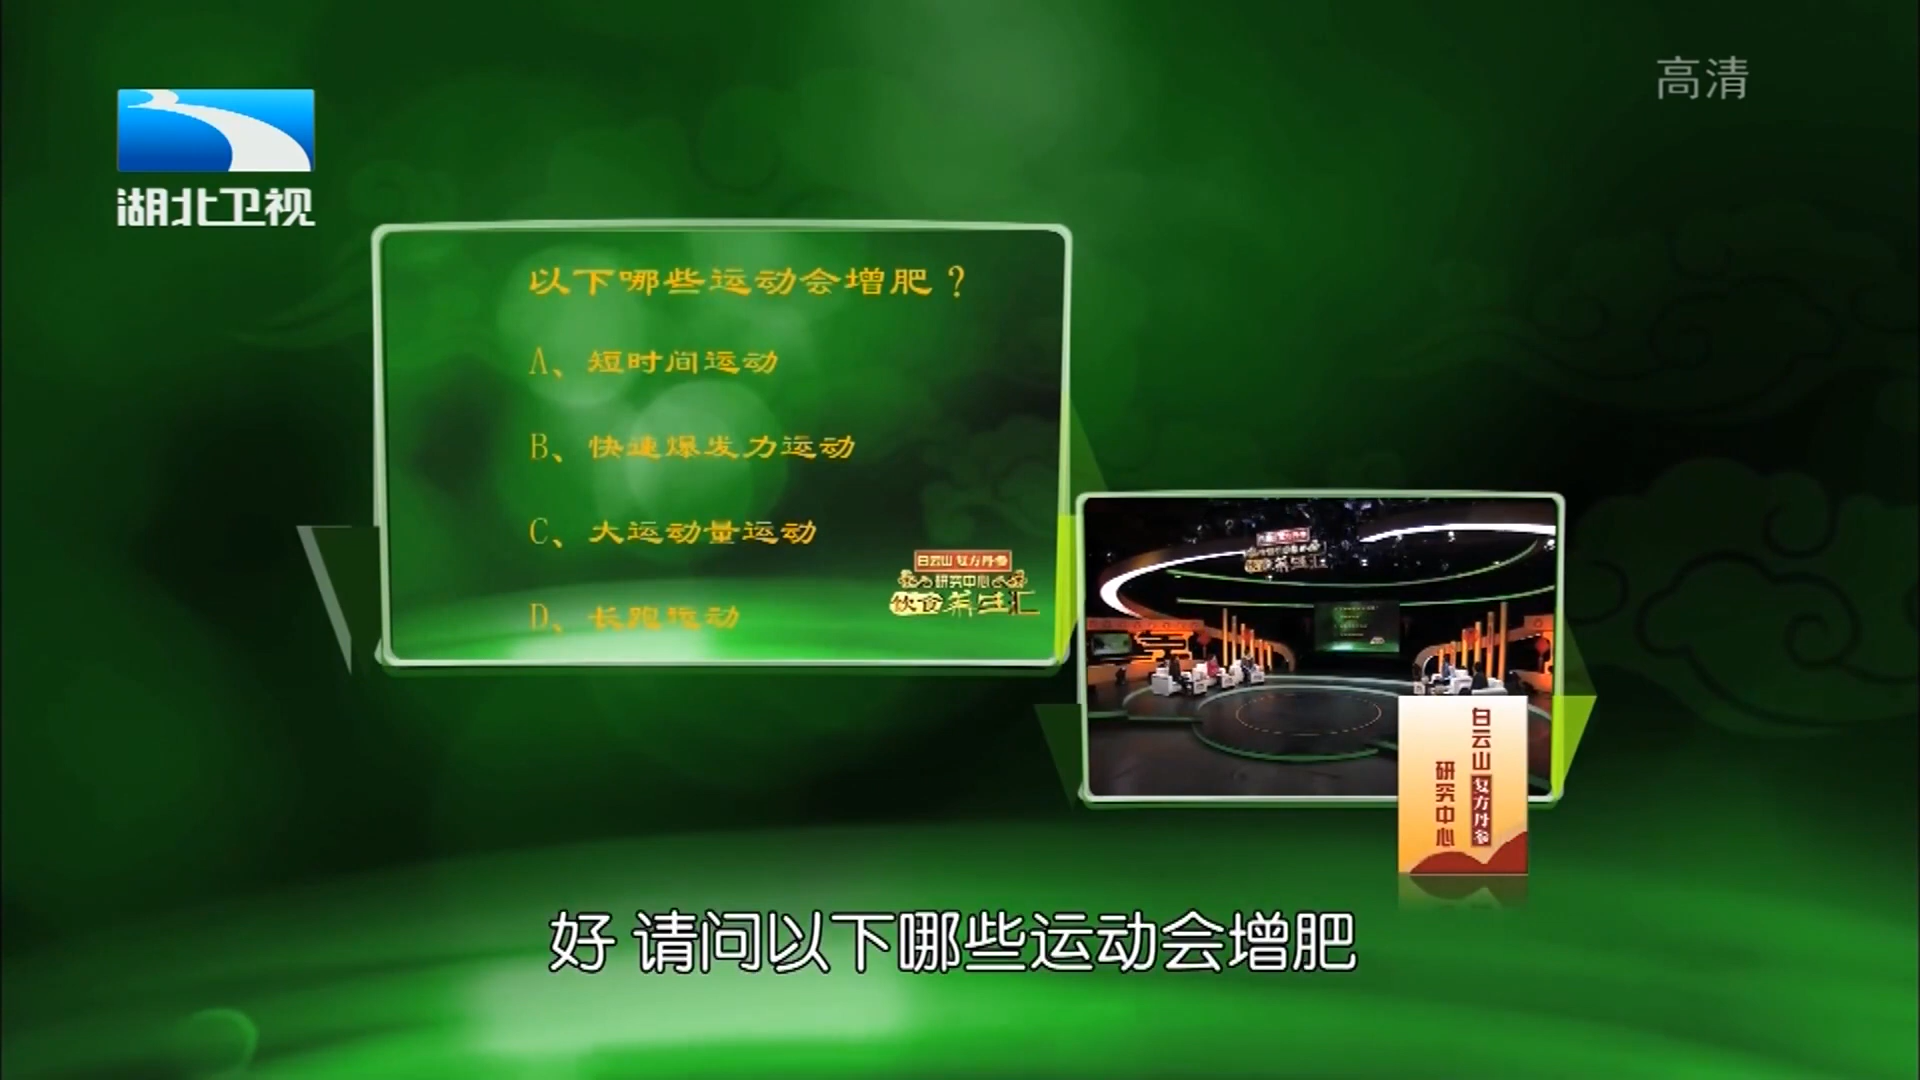 高清
湖北卫视
以下哪些运动会增肥？
A、短时间运动
B、快速爆发力运动
C、大运动量运动
D、长跑运动
白云山复方丹参
研究中心
饮食养生汇
白云山复方丹参
研究中心
好 请问以下哪些运动会增肥